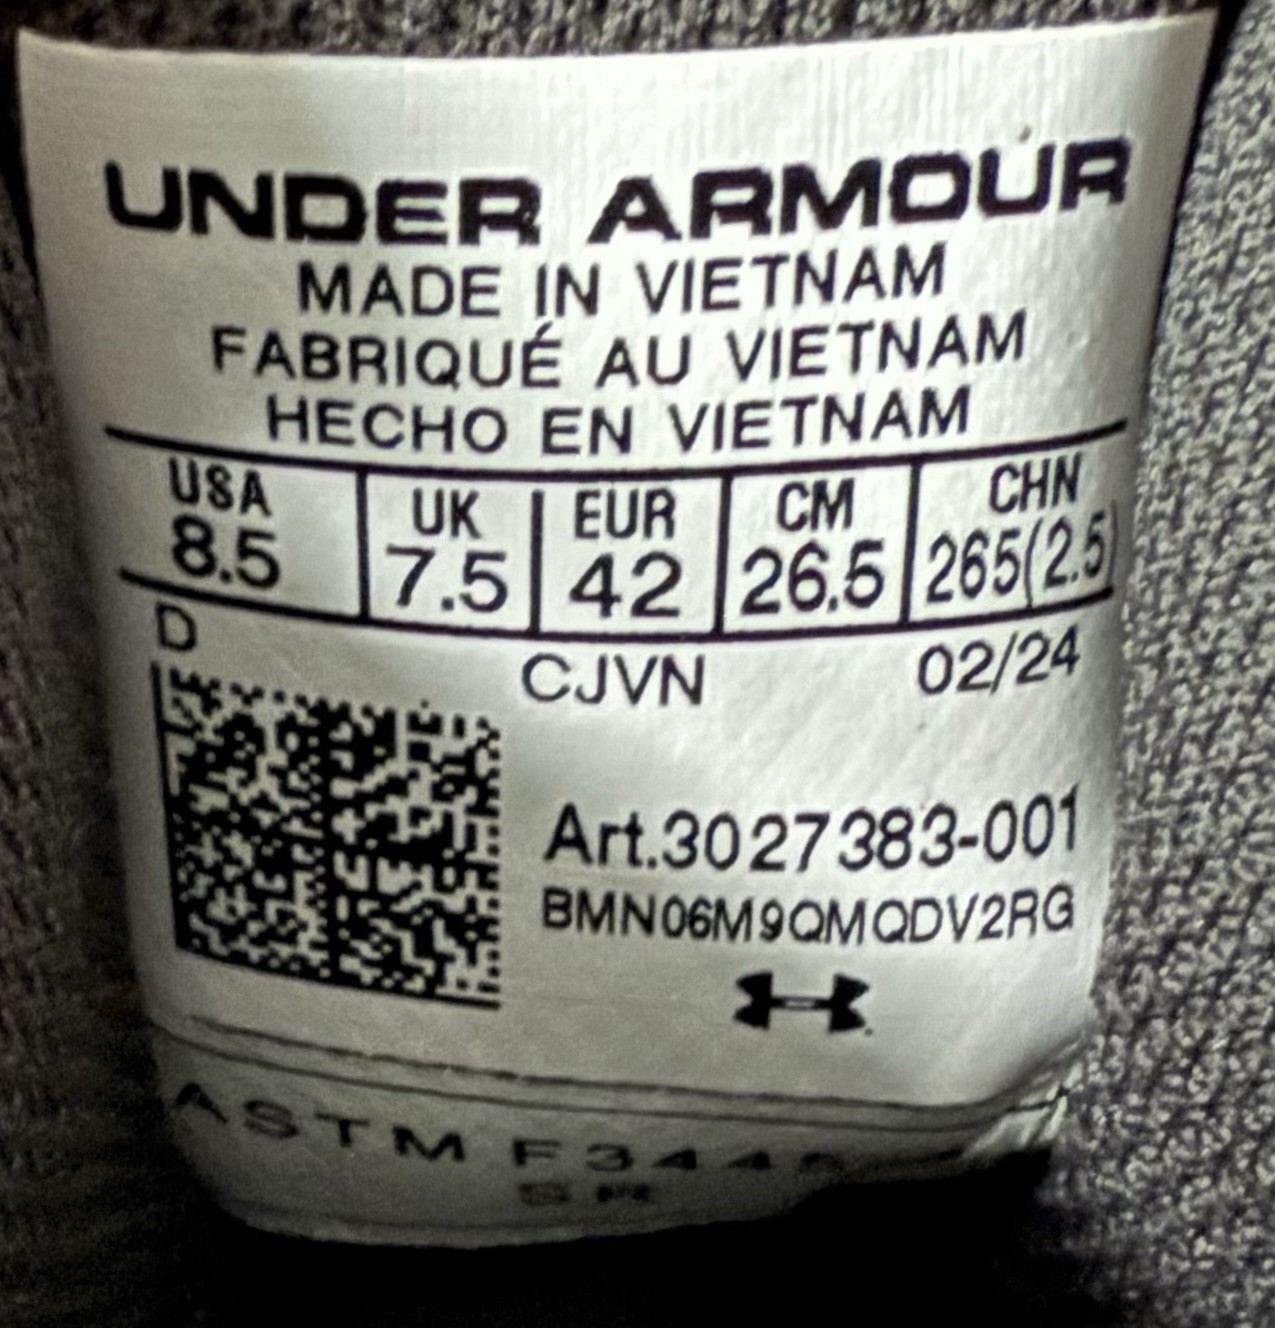 UNDER ARMOUR
MADE IN VIETNAM
FABRIQUÉ AU VIETNAM
HECHO EN VIETNAM
USA UK EUR CM CHN
8.5 7.5 42 26.5 265(2.5)
D
CJVN 02/24
Art.3027383-001
BMN06M9QMQDV2RG
ASTM